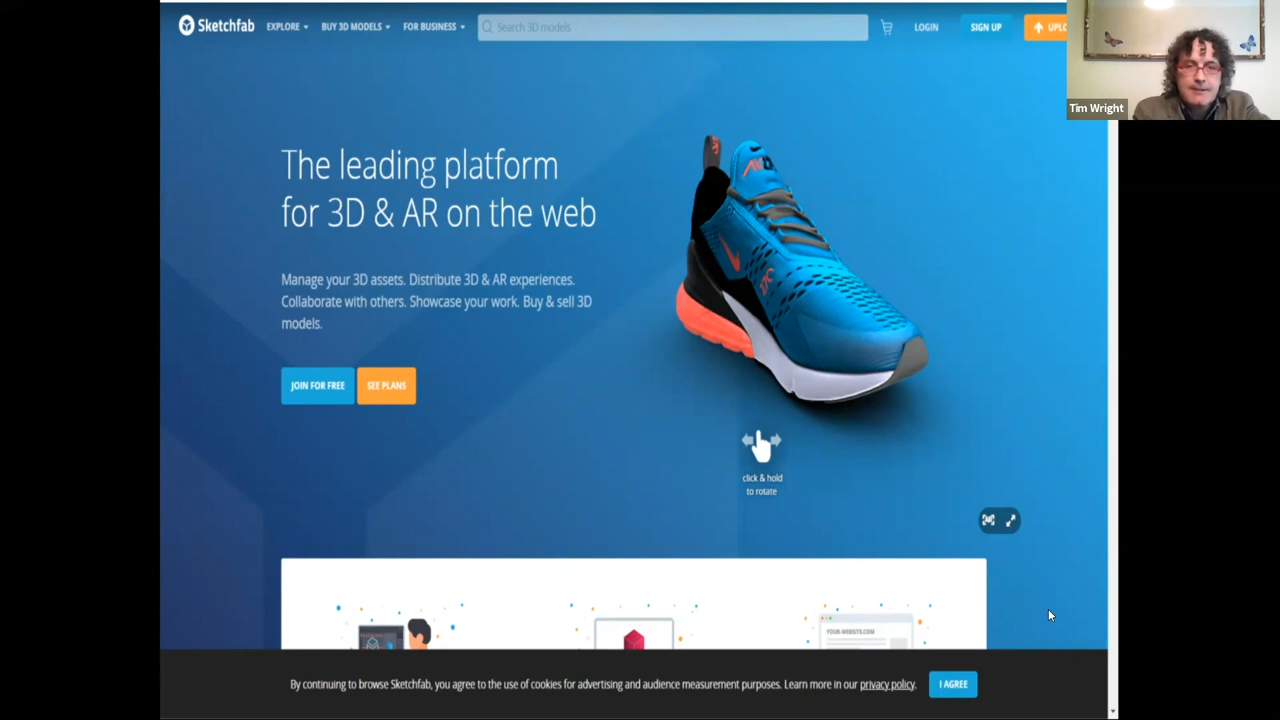 Sketchfab EXPLORE BUY 3D MODELS FOR BUSINESS Search 3D models LOGIN SIGN UP UPLO
Tim Wright
The leading platform
for 3D & AR on the web
Manage your 3D assets. Distribute 3D & AR experiences.
Collaborate with others. Showcase your work. Buy & sell 3D
models.
JOIN FOR FREE SEE PLANS
click & hold
to rotate
YOUR-WEBSITE.COM
By continuing to browse Sketchfab, you agree to the use of cookies for advertising and audience measurement purposes. Learn more in our privacy policy. I AGREE